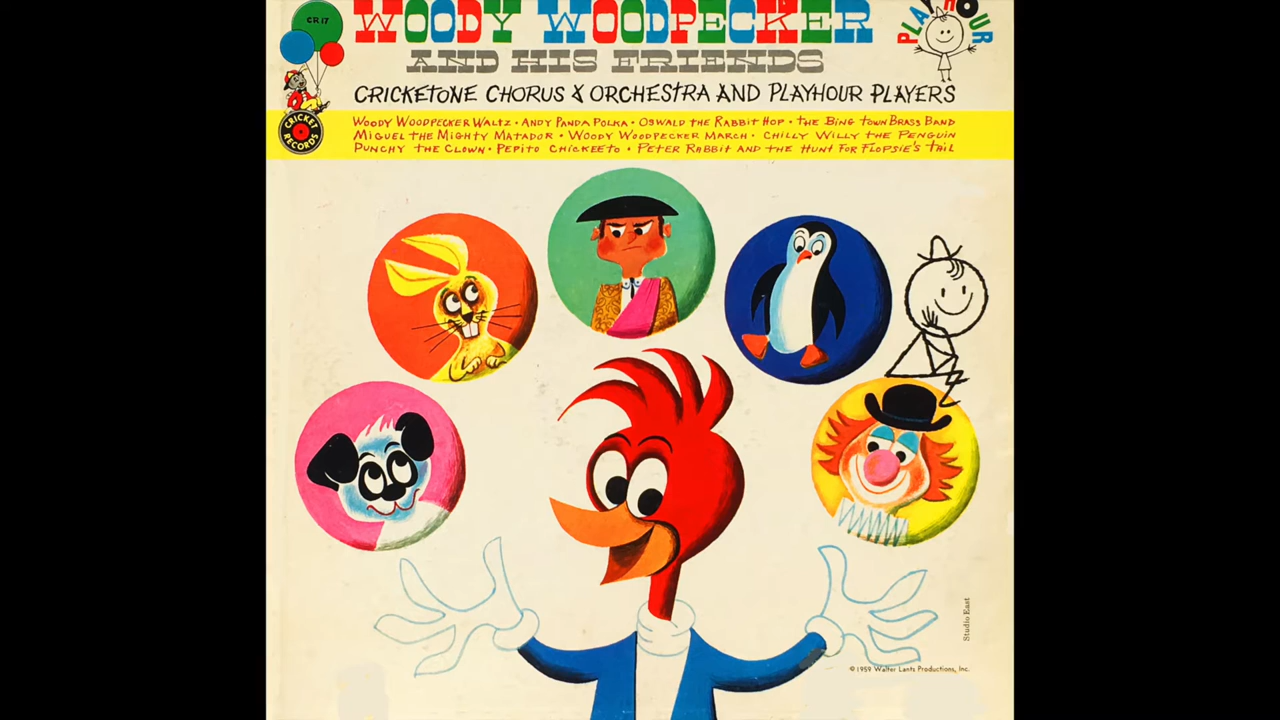 CR 17
WOODY WOODPECKER
AND HIS FRIENDS
PLAY HOUR
CRICKETONE CHORUS & ORCHESTRA AND PLAYHOUR PLAYERS
CRICKET RECORDS
WOODY WOODPECKER WALTZ • ANDY PANDA POLKA • OSWALD THE RABBIT HOP • THE BING TOWN BRASS BAND
MIGUEL THE MIGHTY MATADOR • WOODY WOODPECKER MARCH • CHILLY WILLY THE PENGUIN
PUNCHY THE CLOWN • PEPITO CHICKEETO • PETER RABBIT AND THE HUNT FOR FLOPSIE'S TAIL
Studio East
© 1959 Walter Lantz Productions, Inc.